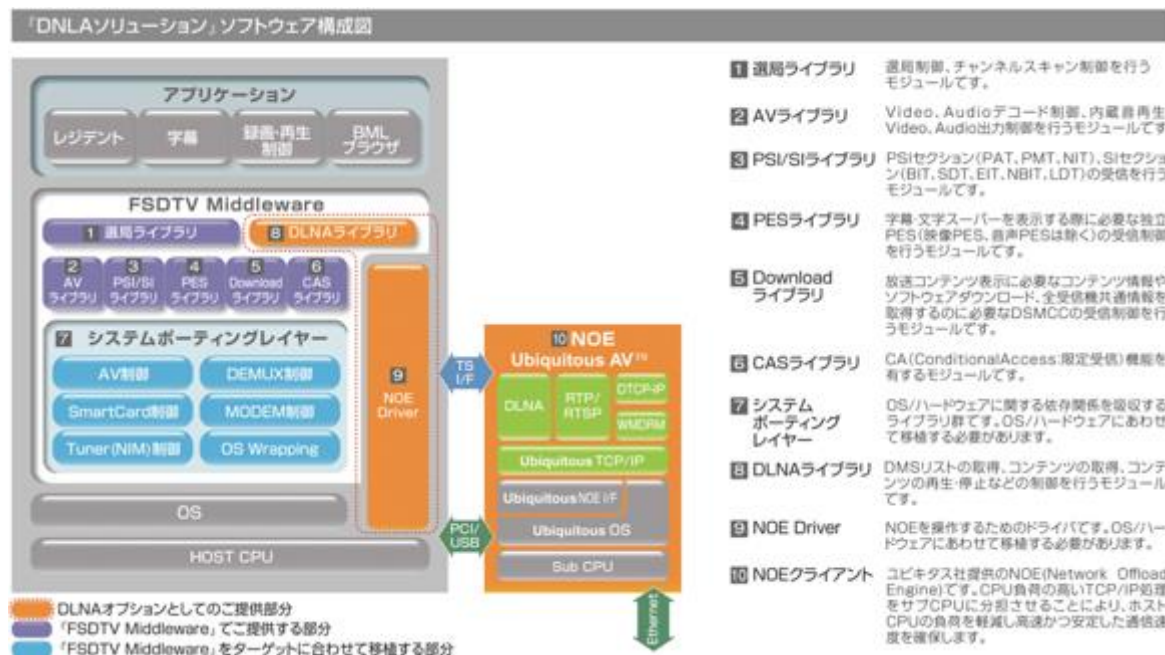 「DNLAソリューション」ソフトウェア構成図
アプリケーション
レジデント
字幕
録画・再生
制御
BML
ブラウザ
FSDTV Middleware
1 選局ライブラリ
8 DLNAライブラリ
2
AV
ライブラリ
3
PSI/SI
ライブラリ
4
PES
ライブラリ
5
Download
ライブラリ
6
CAS
ライブラリ
7 システムポーティングレイヤー
AV制御
DEMUX制御
SmartCard制御
MODEM制御
Tuner(NIM)制御
OS Wrapping
9
NOE
Driver
OS
HOST CPU
TS
I/F
PCI/
USB
10 NOE
Ubiquitous AV
DLNA
RTP/
RTSP
DTCP-IP
WMDRM
Ubiquitous TCP/IP
Ubiquitous NOE I/F
Ubiquitous OS
Sub CPU
Ethernet
DLNAオプションとしてのご提供部分
「FSDTV Middleware」でご提供する部分
「FSDTV Middleware」をターゲットに合わせて移植する部分
1 選局ライブラリ
選局制御、チャンネルスキャン制御を行う
モジュールです。
2 AVライブラリ
Video、Audioデコード制御、内蔵音再生
Video、Audio出力制御を行うモジュールです
3 PSI/SIライブラリ
PSIセクション(PAT、PMT、NIT)、SIセクショ
ン(BIT、SDT、EIT、NBIT、LDT)の受信を行う
モジュールです。
4 PESライブラリ
字幕・文字スーパーを表示する際に必要な独立
PES(映像PES、音声PESは除く)の受信制御
を行うモジュールです。
5 Download
ライブラリ
放送コンテンツ表示に必要なコンテンツ情報や
ソフトウェアダウンロード、全受信機共通情報を
取得するのに必要なDSMCCの受信制御を行
うモジュールです。
6 CASライブラリ
CA(ConditionalAccess:限定受信)機能を
有するモジュールです。
7 システム
ポーティング
レイヤー
OS/ハードウェアに関する依存関係を吸収する
ライブラリ群です。OS/ハードウェアにあわせ
て移植する必要があります。
8 DLNAライブラリ
DMSリストの取得、コンテンツの取得、コンテ
ンツの再生・停止などの制御を行うモジュール
です。
9 NOE Driver
NOEを操作するためのドライバです。OS/ハー
ドウェアにあわせて移植する必要があります。
10 NOEクライアント
ユビキタス社提供のNOE(Network Offload
Engine)です。CPU負荷の高いTCP/IP処理
をサブCPUに分担させることにより、ホスト
CPUの負荷を軽減し高速かつ安定した通信速
度を確保します。